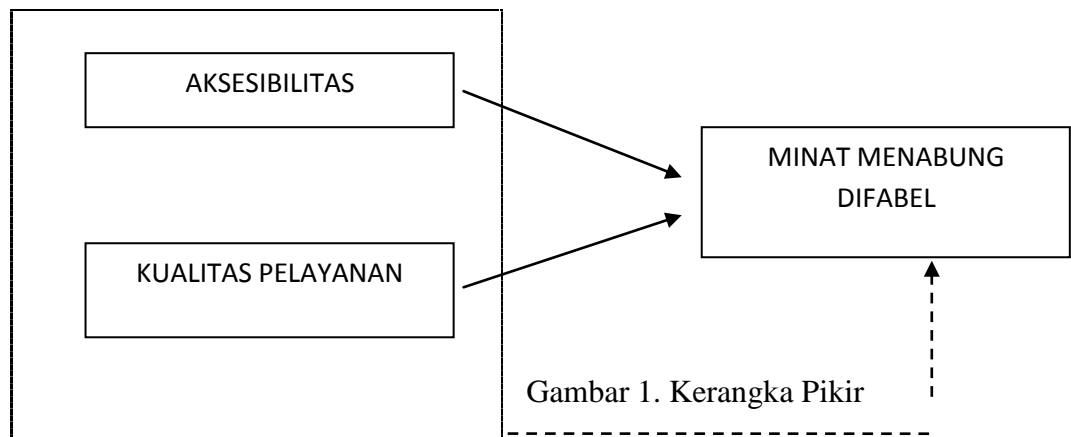 AKSESIBILITAS
MINAT MENABUNG
DIFABEL
KUALITAS PELAYANAN
Gambar 1. Kerangka Pikir